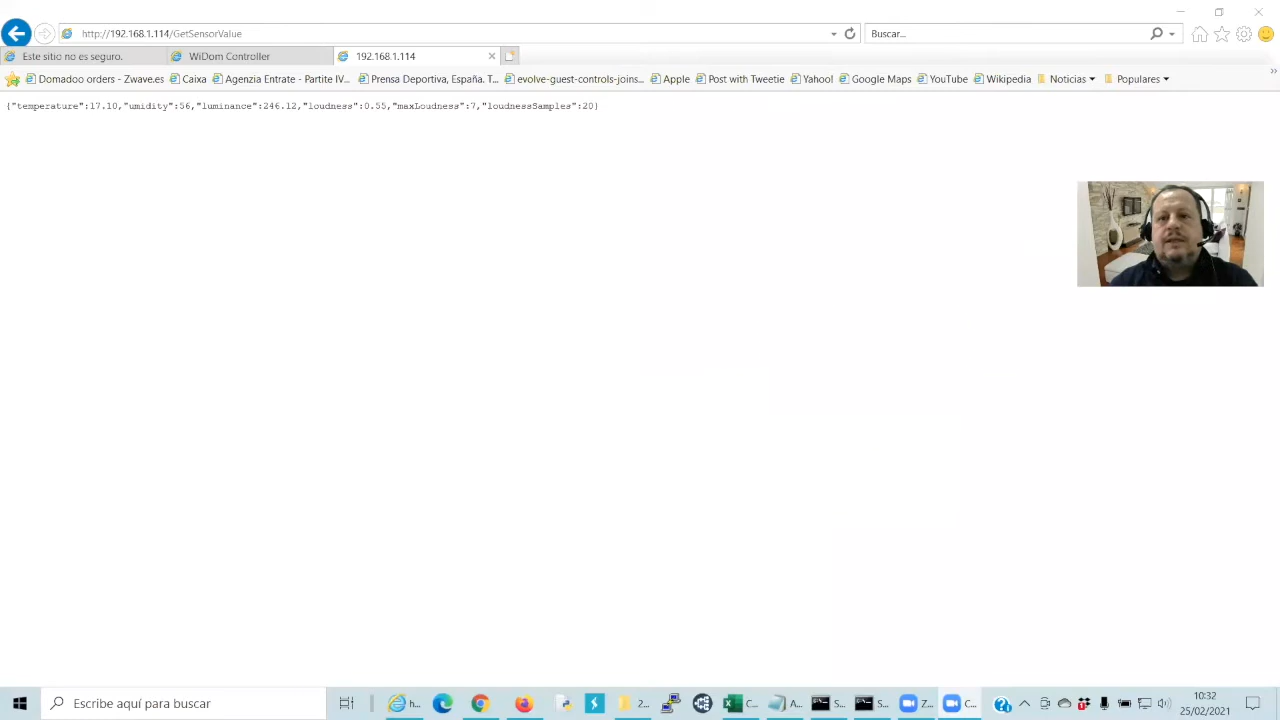 http://192.168.1.114/GetSensorValue
Buscar...
Este sitio no es seguro.
WiDom Controller
192.168.1.114
Domadoo orders - Zwave.es
Caixa
Agenzia Entrate - Partite IV...
Prensa Deportiva, España. T...
evolve-guest-controls-joins...
Apple
Post with Tweetie
Yahoo!
Google Maps
YouTube
Wikipedia
Noticias
Populares
{"temperature":17.10,"umidity":56,"luminance":246.12,"loudness":0.55,"maxLoudness":7,"loudnessSamples":20}
Escribe aquí para buscar
h...
2...
C...
A...
S...
S...
Z...
C...
10:32
25/02/2021